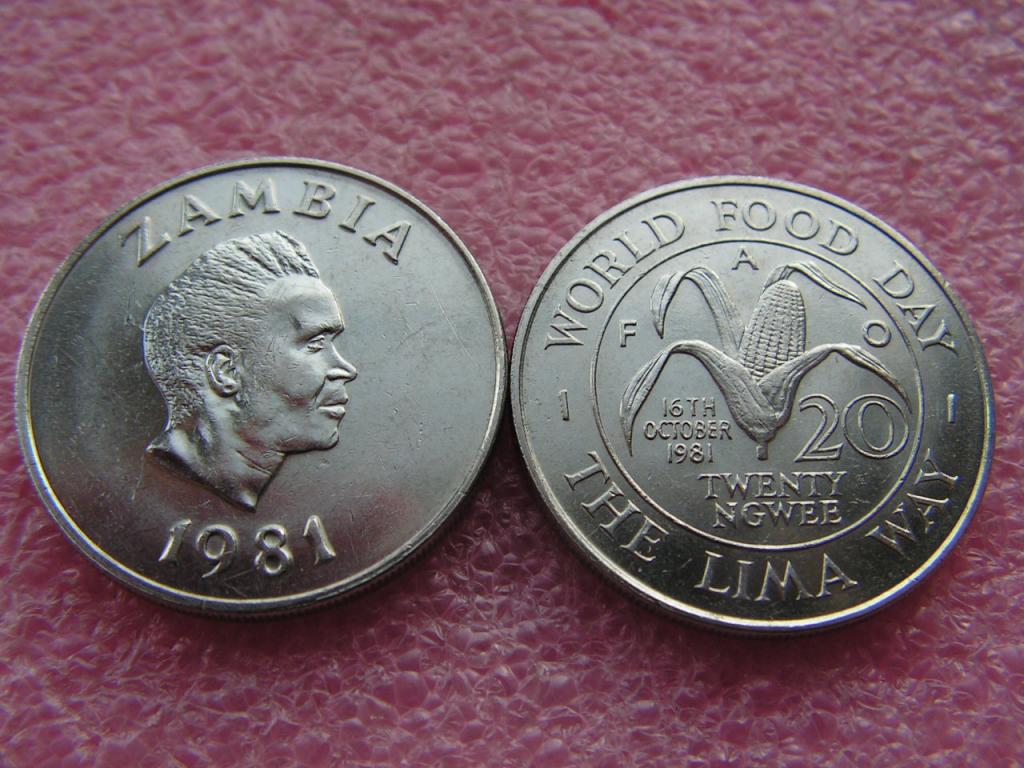 ZAMBIA
1981
WORLD FOOD DAY
F A O
16TH
OCTOBER
1981
20
TWENTY
NGWEE
THE LIMA WAY